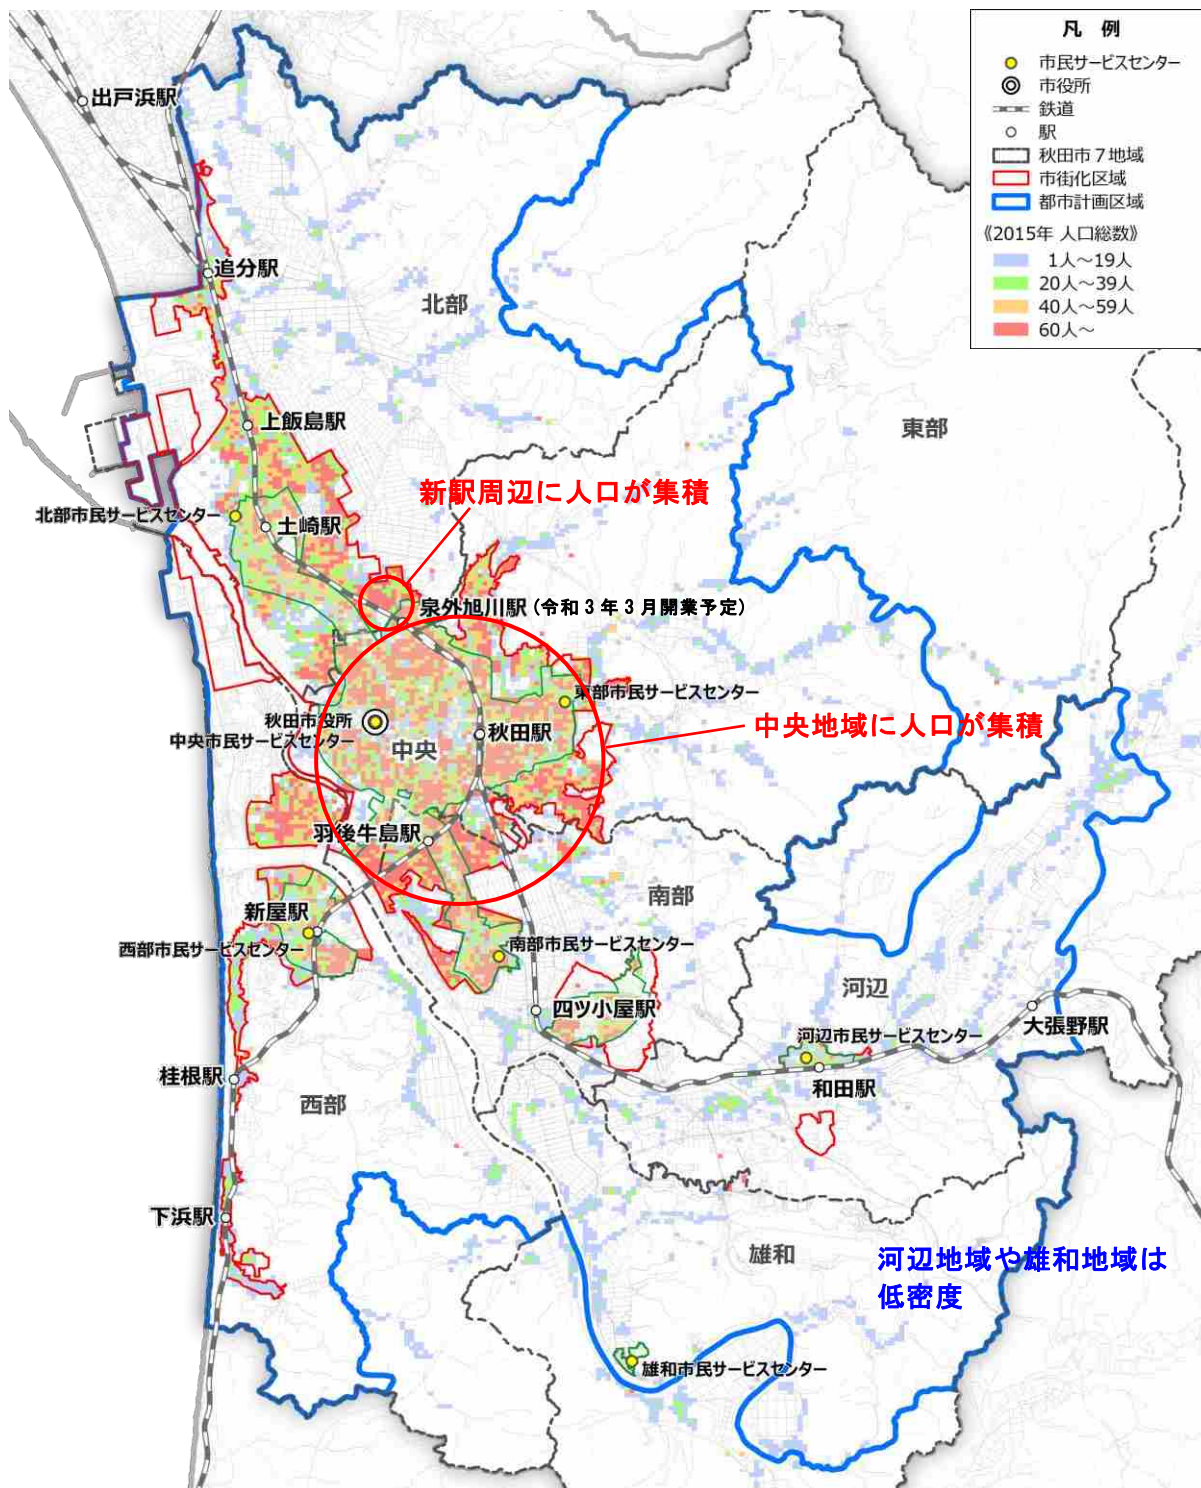 凡 例
市民サービスセンター
市役所
鉄道
駅
秋田市７地域
市街化区域
都市計画区域
《2015年 人口総数》
1人～19人
20人～39人
40人～59人
60人～
出戸浜駅
追分駅
北部
東部
上飯島駅
新駅周辺に人口が集積
北部市民サービスセンター
土崎駅
泉外旭川駅 (令和３年３月開業予定)
東部市民サービスセンター
秋田市役所
中央市民サービスセンター
中央
秋田駅
中央地域に人口が集積
羽後牛島駅
南部
新屋駅
西部市民サービスセンター
南部市民サービスセンター
四ツ小屋駅
河辺
大張野駅
河辺市民サービスセンター
和田駅
桂根駅
西部
下浜駅
雄和
河辺地域や雄和地域は
低密度
雄和市民サービスセンター